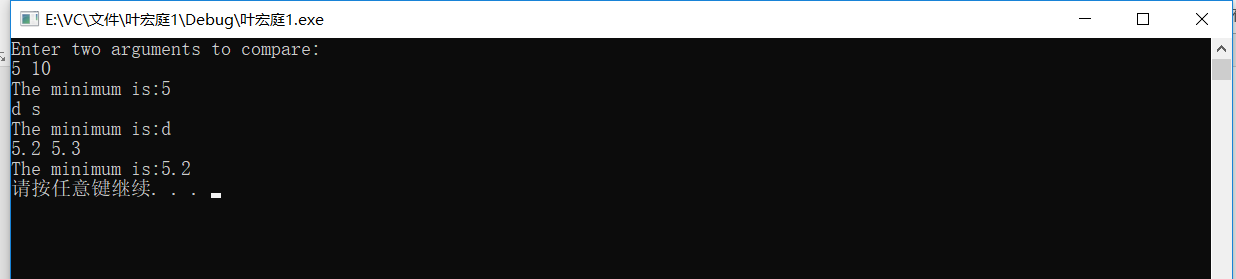 E:\VC\文件\叶宏庭1\Debug\叶宏庭1.exe
Enter two arguments to compare:
5 10
The minimum is:5
d s
The minimum is:d
5.2 5.3
The minimum is:5.2
请按任意键继续. . .